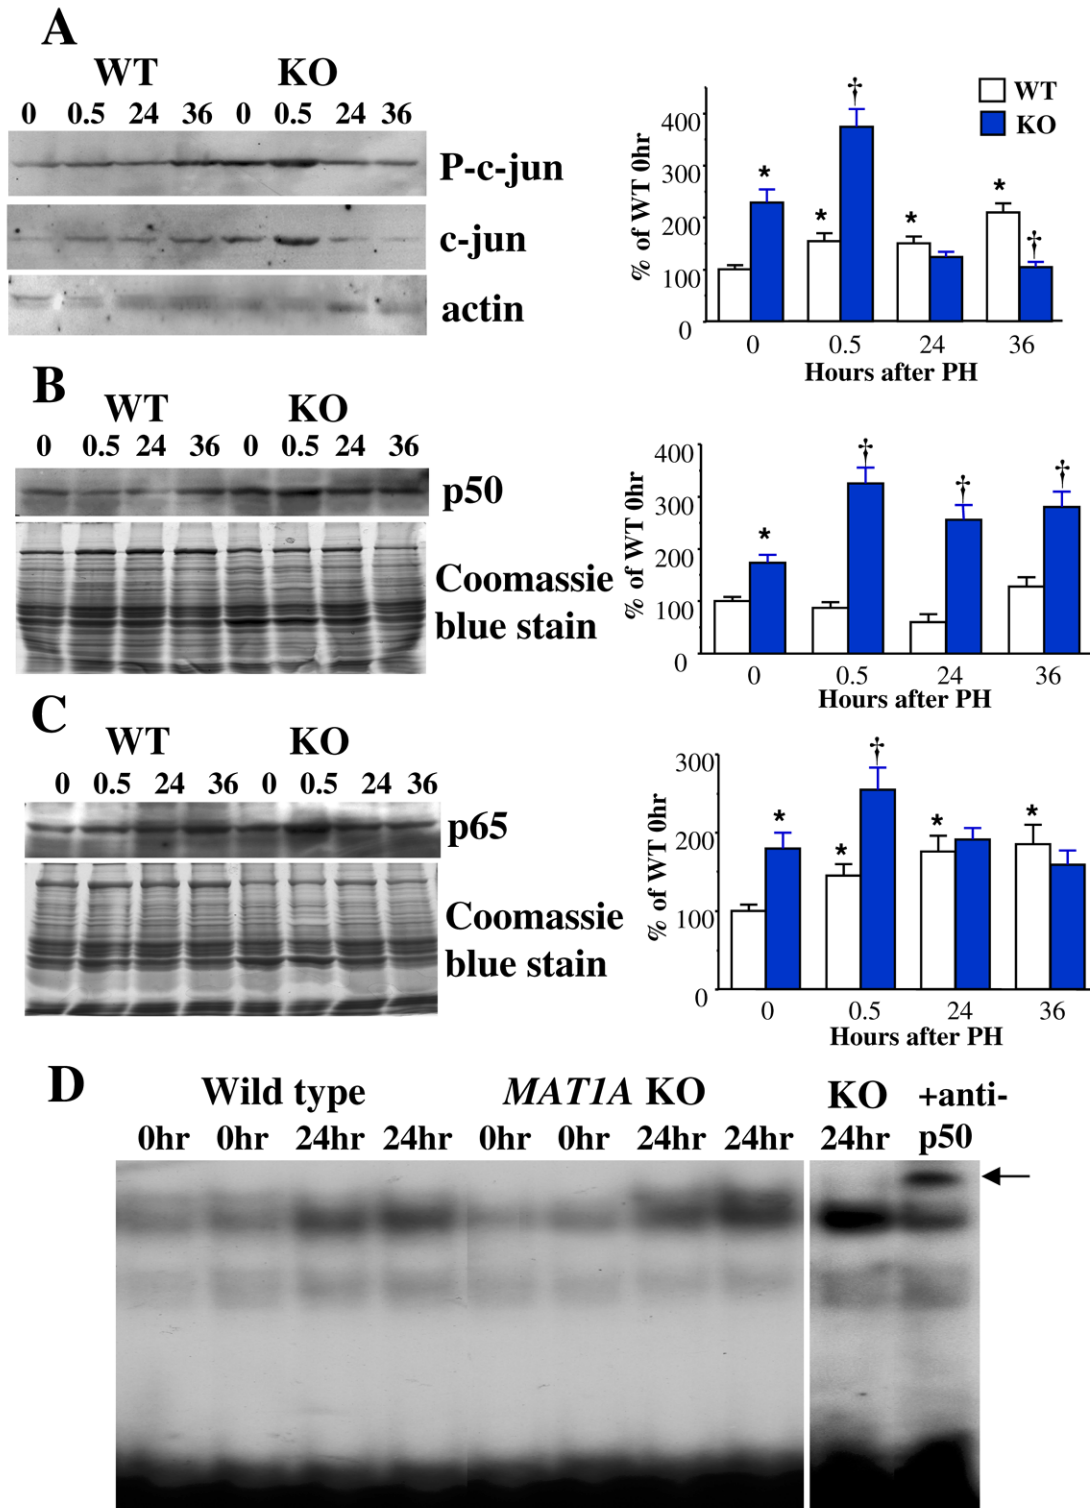 A
WT KO
0 0.5 24 36 0 0.5 24 36
P-c-jun
c-jun
actin
WT
KO
% of WT 0hr
400
300
200
100
0
* * † * * †
0 0.5 24 36
Hours after PH
B
WT KO
0 0.5 24 36 0 0.5 24 36
p50
Coomassie
blue stain
% of WT 0hr
400
300
200
100
0
* † † †
0 0.5 24 36
Hours after PH
C
WT KO
0 0.5 24 36 0 0.5 24 36
p65
Coomassie
blue stain
% of WT 0hr
300
200
100
0
* * † * *
0 0.5 24 36
Hours after PH
D
Wild type MAT1A KO KO +anti-
0hr 0hr 24hr 24hr 0hr 0hr 24hr 24hr 24hr p50